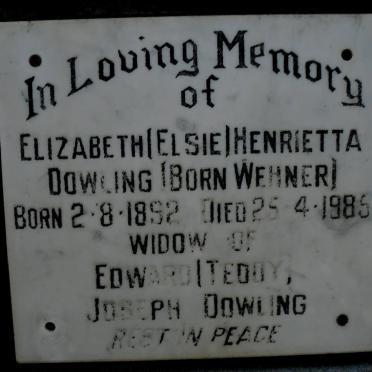 In Loving Memory
of
ELIZABETH (ELSIE) HENRIETTA
DOWLING (BORN WEHNER)
BORN 2-8-1892 DIED 25-4-1985
WIDOW OF
EDWARD (TEDDY)
JOSEPH DOWLING
REST IN PEACE